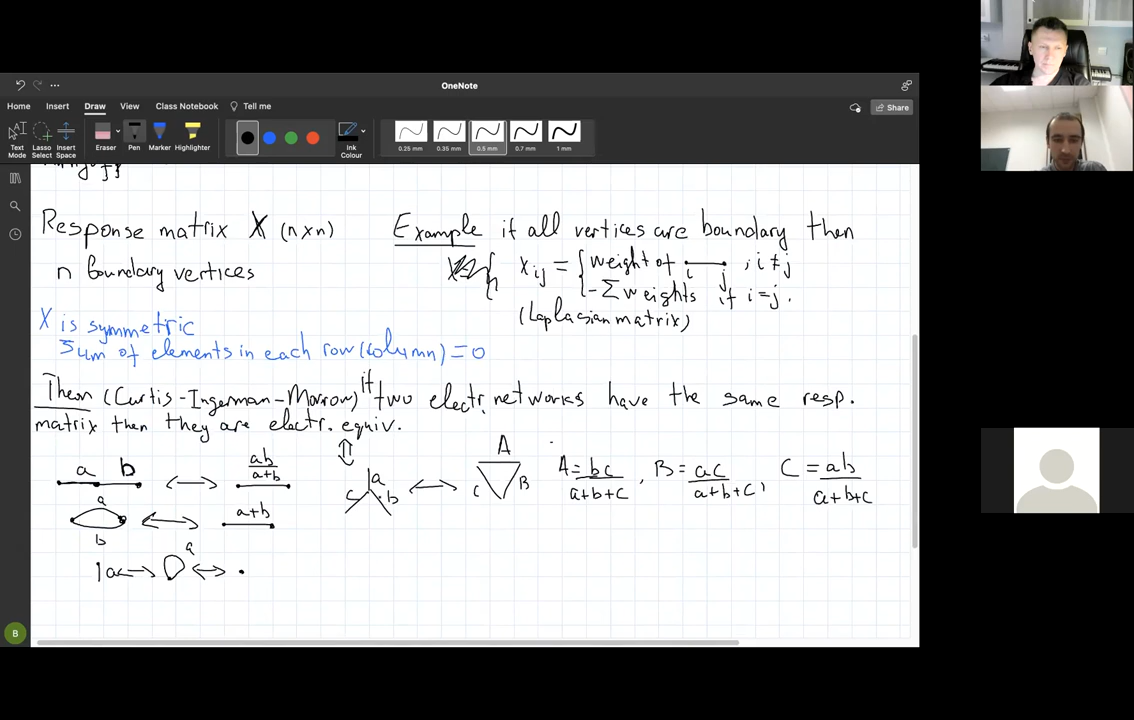 OneNote
Home Insert Draw View Class Notebook Tell me
Share
Text Mode
Lasso Select
Insert Space
Eraser
Pen
Marker
Highlighter
Ink Colour
0.25 mm
0.35 mm
0.5 mm
0.7 mm
1 mm
Response matrix X (n×n)
n boundary vertices
Example if all vertices are boundary then
x_ij = { weight of i j , i ≠ j
- Σ weights if i = j.
(Laplasian matrix)
X is symmetric
Sum of elements in each row (column) = 0
Theor (Curtis-Ingerman-Morrow) If two electr. networks have the same resp.
matrix then they are electr. equiv.
a b ↔ ab/(a+b)
a b ↔ a+b
a ↔ a ↔ .
↕
a b c ↔ A B C
A = bc/(a+b+c) , B = ac/(a+b+c) , C = ab/(a+b+c)
B